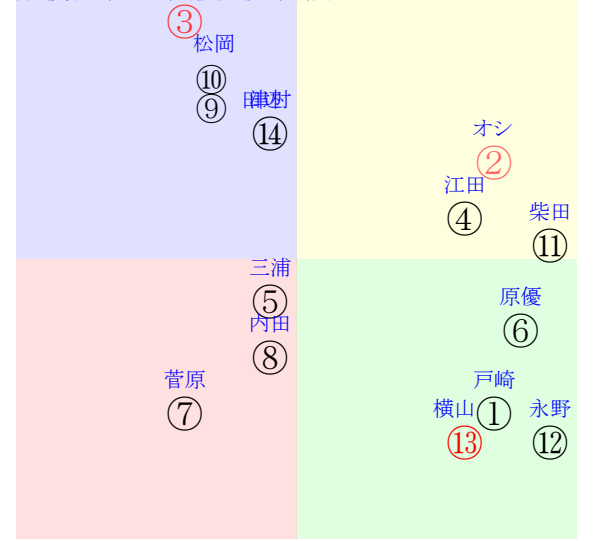 ③
松岡
⑩
⑨
⑭
オシ
②
江田
④
柴田
⑪
三浦
⑤
内田
⑧
菅原
⑦
原優
⑥
戸崎
①
横山
⑬
永野
⑫